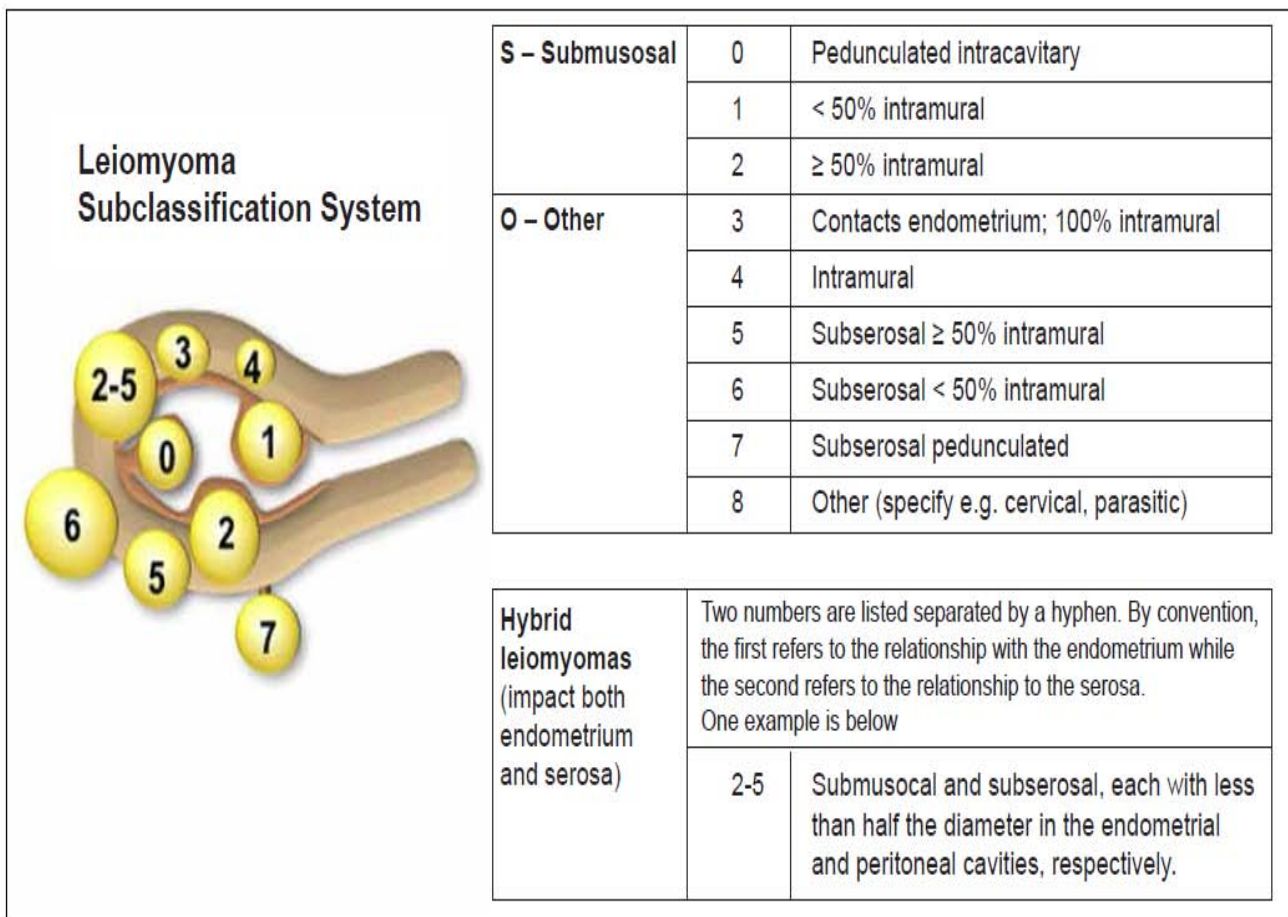 Leiomyoma
Subclassification System
3
4
2-5
0
1
6
2
5
7
S – Submusosal 0 Pedunculated intracavitary
1 < 50% intramural
2 ≥ 50% intramural
O – Other 3 Contacts endometrium; 100% intramural
4 Intramural
5 Subserosal ≥ 50% intramural
6 Subserosal < 50% intramural
7 Subserosal pedunculated
8 Other (specify e.g. cervical, parasitic)
Hybrid
leiomyomas
(impact both
endometrium
and serosa)
Two numbers are listed separated by a hyphen. By convention,
the first refers to the relationship with the endometrium while
the second refers to the relationship to the serosa.
One example is below
2-5 Submusocal and subserosal, each with less
than half the diameter in the endometrial
and peritoneal cavities, respectively.